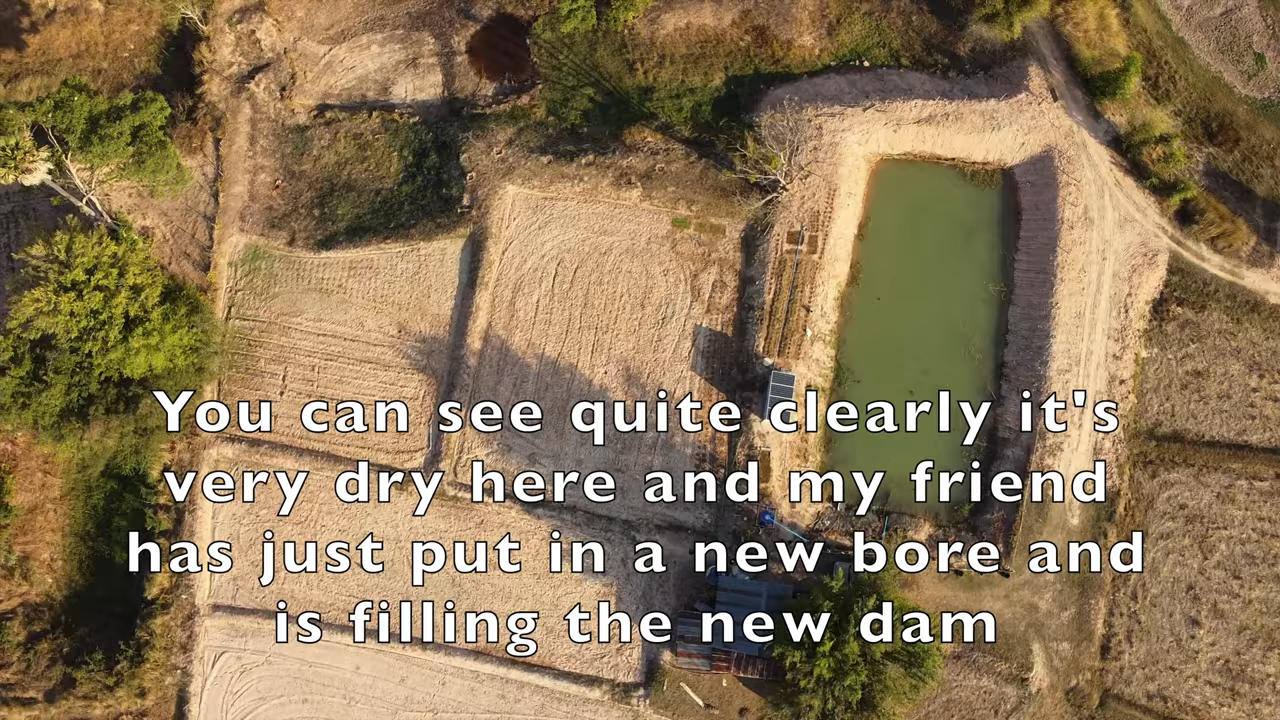 You can see quite clearly it's
very dry here and my friend
has just put in a new bore and
is filling the new dam